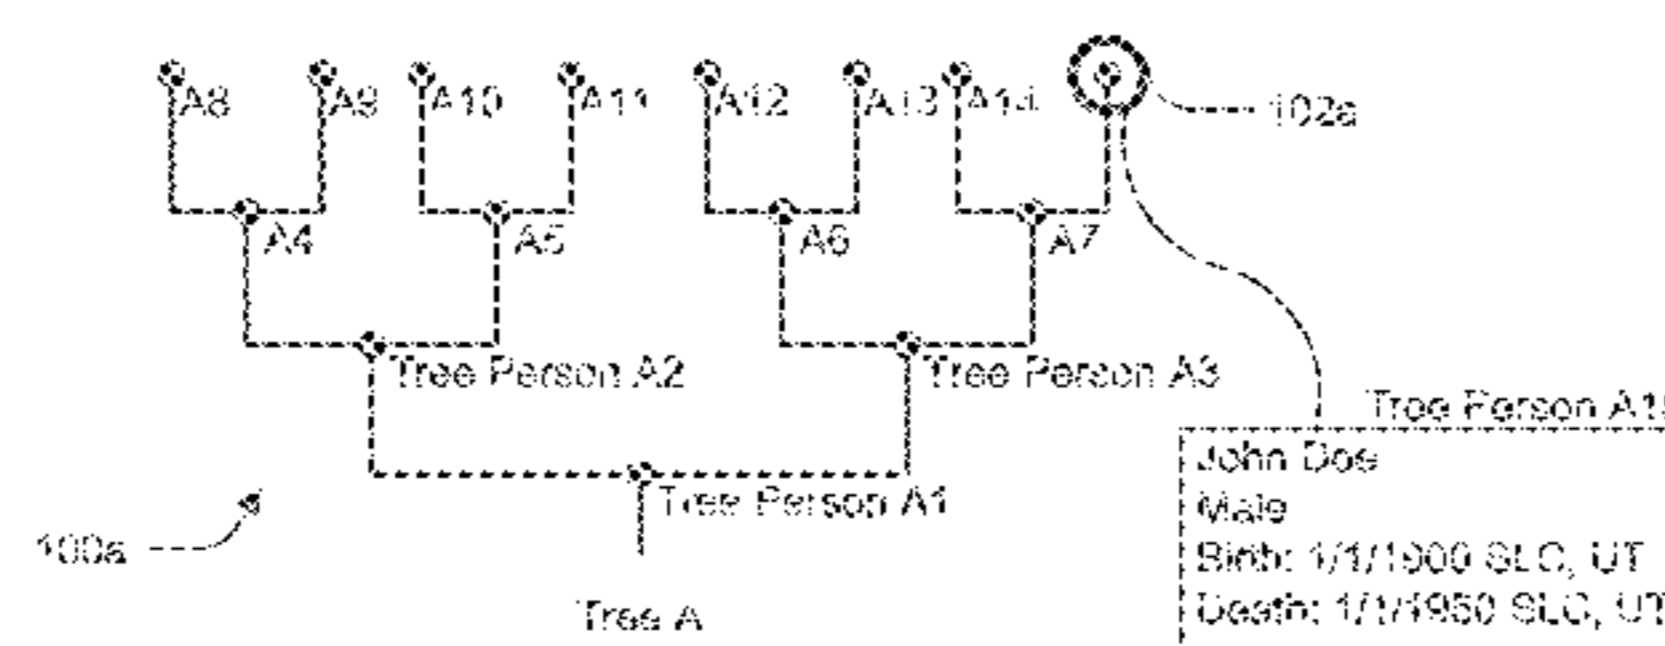 A8 A9 A10 A11 A12 A13 A14 102a
A4 A5 A6 A7
Tree Person A2 Tree Person A3
Tree Person
John Doe
Tree Person A1
Male
100a
Birth: 1/1/1900 SLC, UT
Death: 1/1/1950 SLC, UT
Tree A